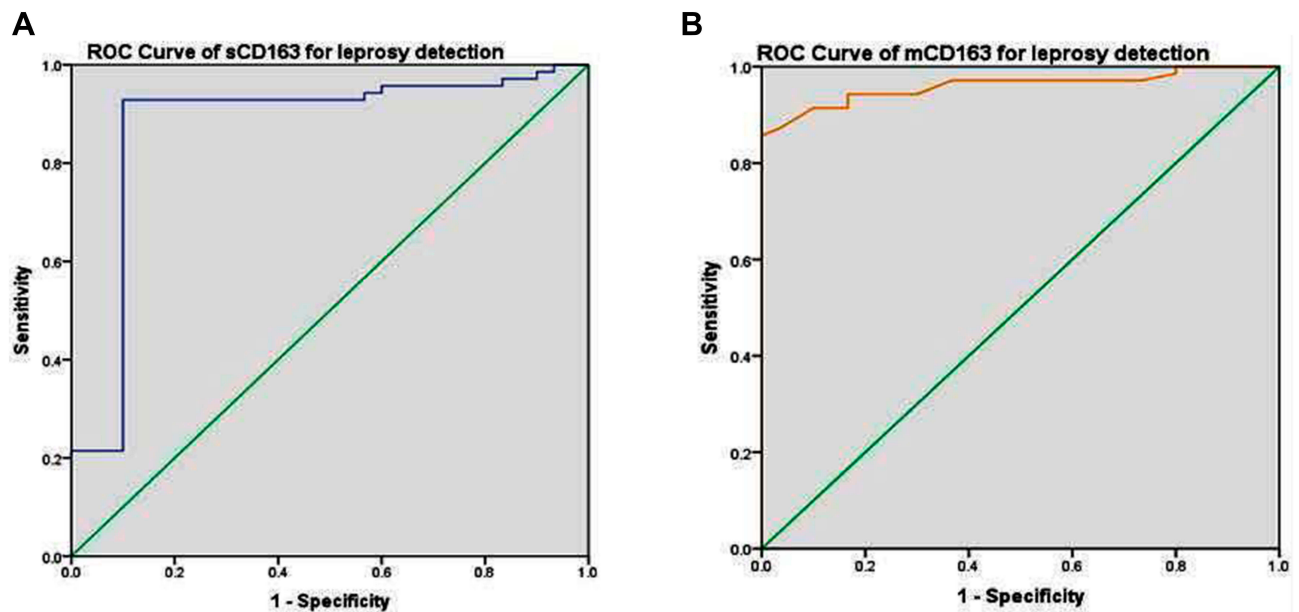 A
ROC Curve of sCD163 for leprosy detection
1.0
0.8
0.6
0.4
0.2
0.0
Sensitivity
0.0 0.2 0.4 0.6 0.8 1.0
1 - Specificity
B
ROC Curve of mCD163 for leprosy detection
1.0
0.8
0.6
0.4
0.2
0.0
Sensitivity
0.0 0.2 0.4 0.6 0.8 1.0
1 - Specificity